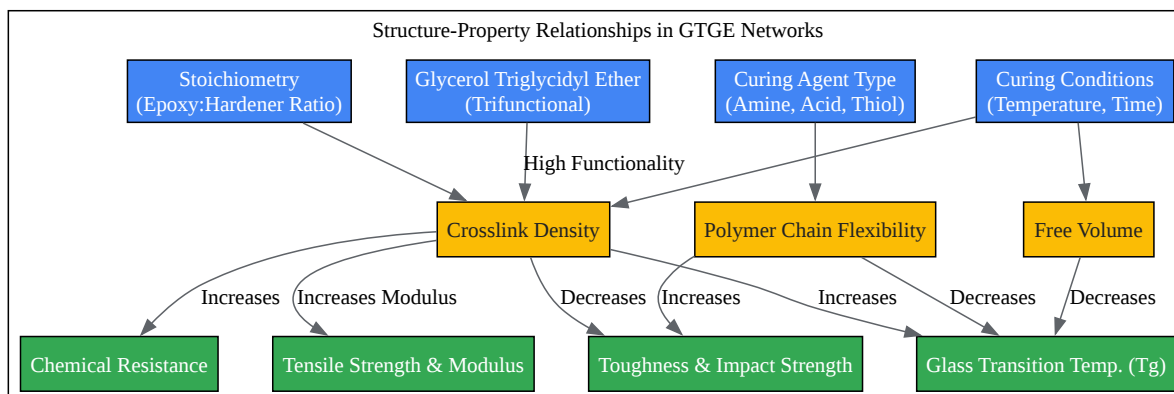 Structure-Property Relationships in GTGE Networks
Stoichiometry
(Epoxy:Hardener Ratio)
Glycerol Triglycidyl Ether
(Trifunctional)
Curing Agent Type
(Amine, Acid, Thiol)
Curing Conditions
(Temperature, Time)
High Functionality
Crosslink Density
Polymer Chain Flexibility
Free Volume
Increases
Increases Modulus
Decreases
Increases
Increases
Decreases
Decreases
Chemical Resistance
Tensile Strength & Modulus
Toughness & Impact Strength
Glass Transition Temp. (Tg)